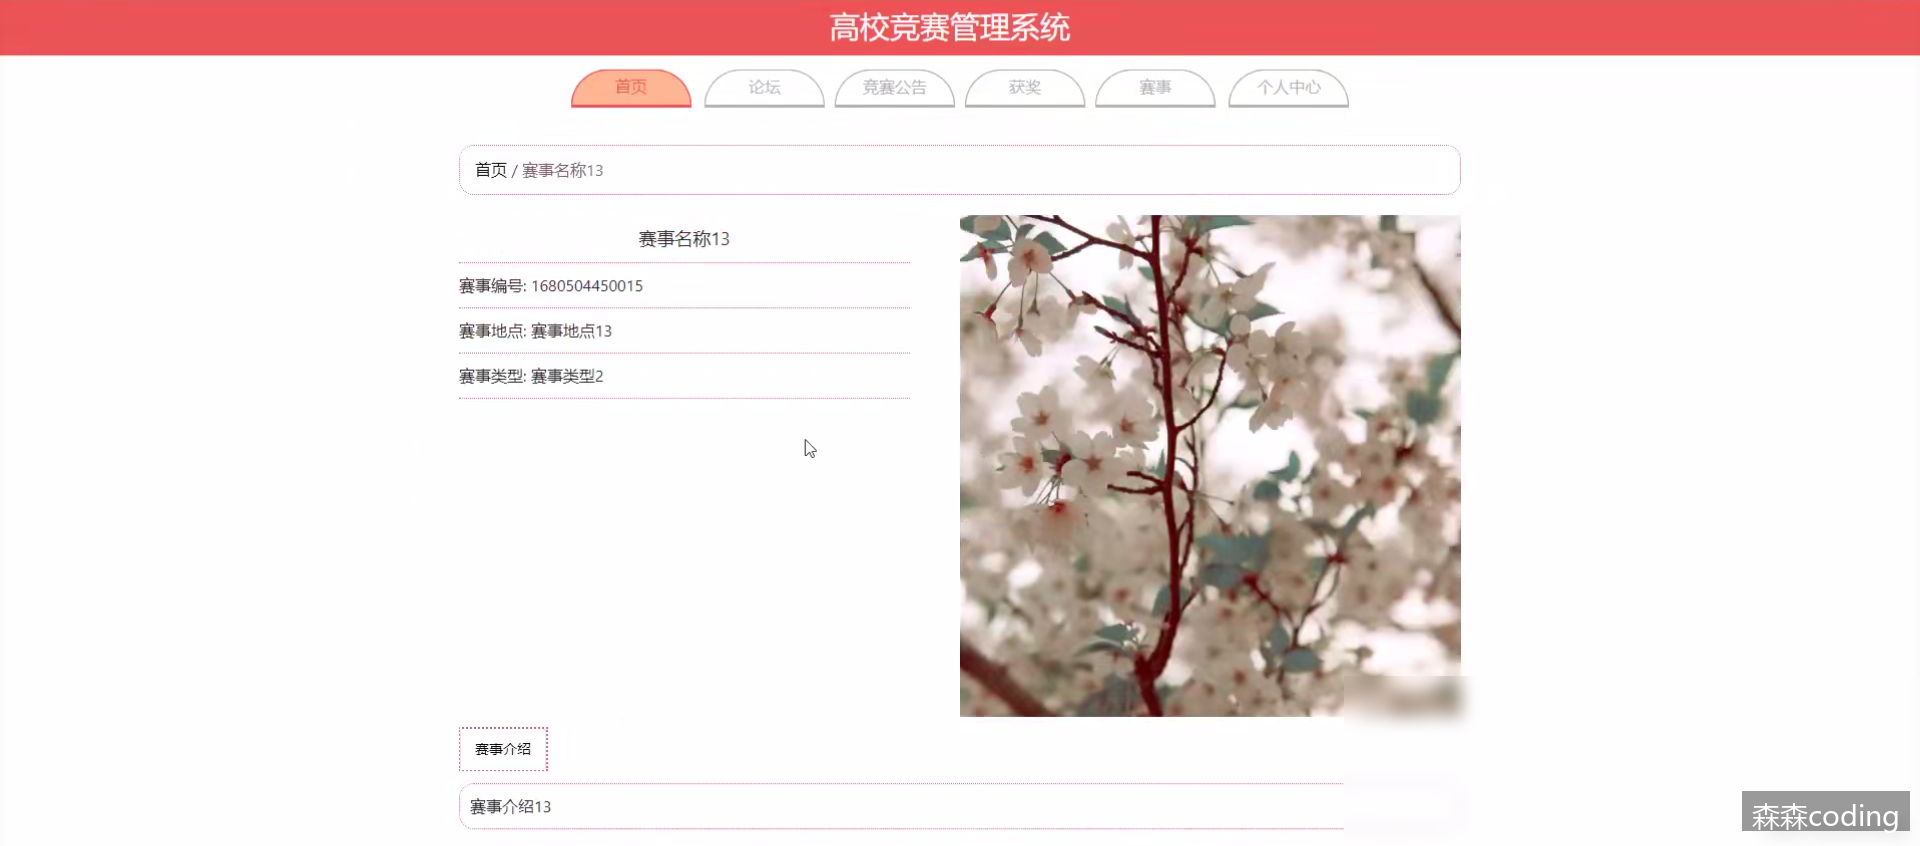 高校竞赛管理系统
首页 论坛 竞赛公告 获奖 赛事 个人中心
首页 / 赛事名称13
赛事名称13
赛事编号: 1680504450015
赛事地点: 赛事地点13
赛事类型: 赛事类型2
赛事介绍
赛事介绍13
森森coding